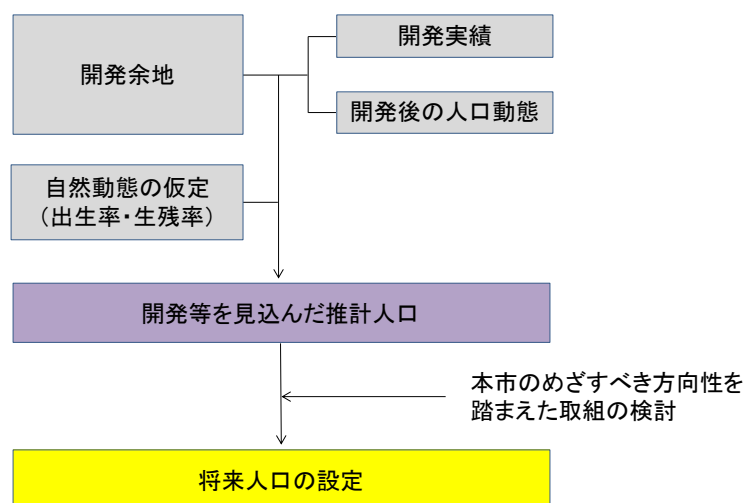 開発余地
開発実績
開発後の人口動態
自然動態の仮定
（出生率・生残率）
開発等を見込んだ推計人口
本市のめざすべき方向性を
踏まえた取組の検討
将来人口の設定